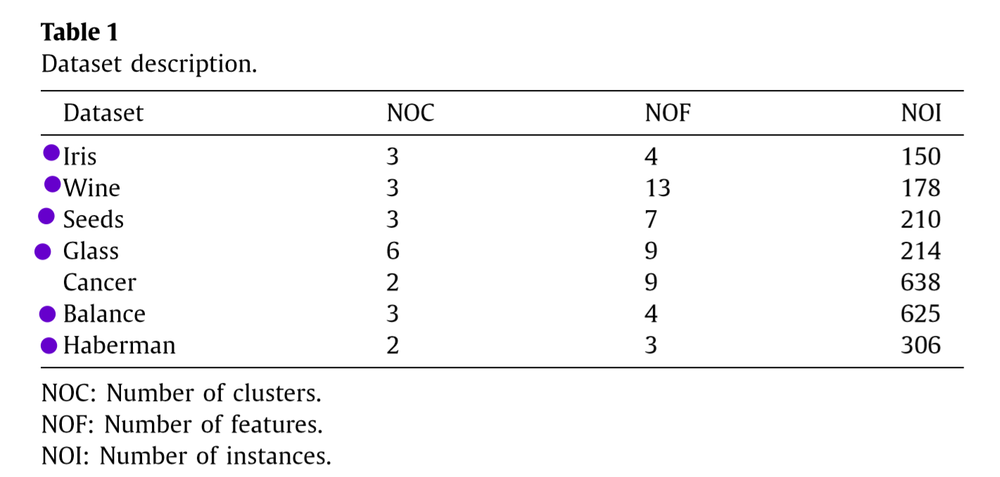 Table 1
Dataset description.
Dataset NOC NOF NOI
Iris 3 4 150
Wine 3 13 178
Seeds 3 7 210
Glass 6 9 214
Cancer 2 9 638
Balance 3 4 625
Haberman 2 3 306
NOC: Number of clusters.
NOF: Number of features.
NOI: Number of instances.